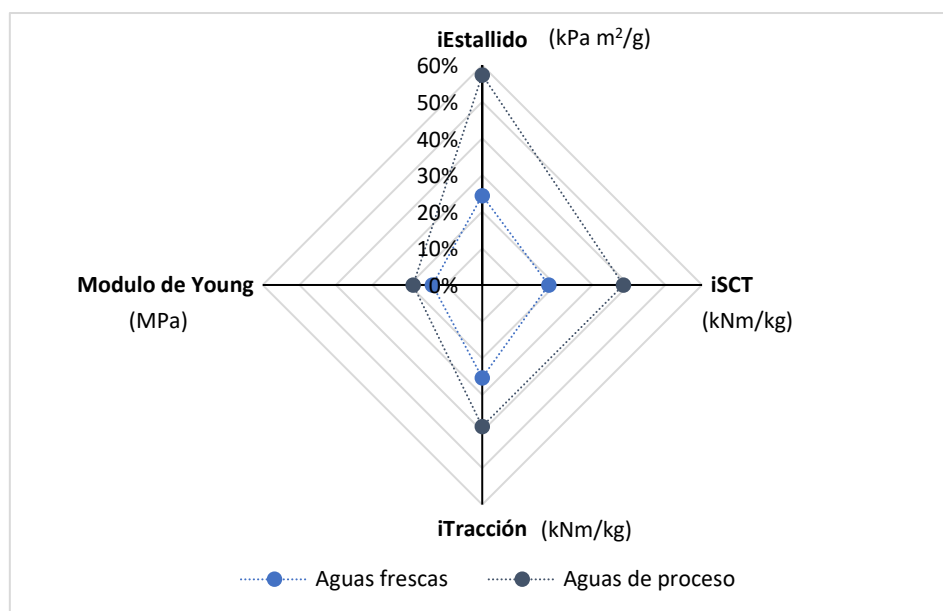 iEstallido (kPa m²/g)
60%
50%
40%
30%
20%
10%
0%
Modulo de Young
(MPa)
iSCT
(kNm/kg)
iTracción (kNm/kg)
Aguas frescas Aguas de proceso